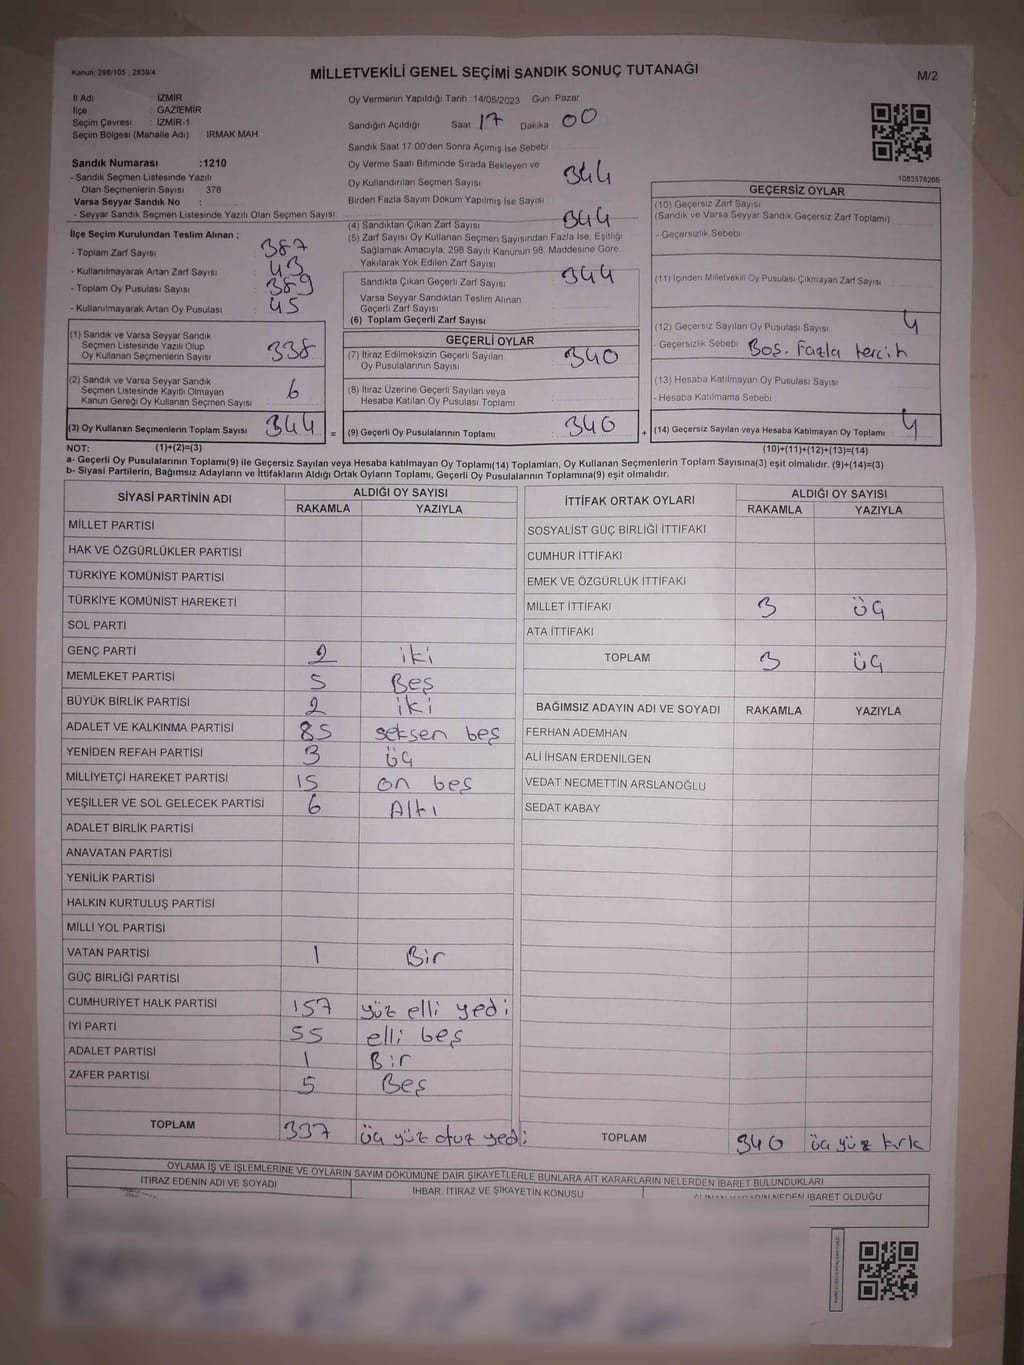 Kanun: 298/105 , 2839/4
MİLLETVEKİLİ GENEL SEÇİMİ SANDIK SONUÇ TUTANAĞI
M/2
İl Adı : İZMİR
İlçe : GAZİEMİR
Seçim Çevresi : İZMİR-1
Seçim Bölgesi (Mahalle Adı) : IRMAK MAH.
Sandık Numarası :1210
- Sandık Seçmen Listesinde Yazılı
Olan Seçmenlerin Sayısı : 378
Varsa Seyyar Sandık No :
- Seyyar Sandık Seçmen Listesinde Yazılı Olan Seçmen Sayısı
İlçe Seçim Kurulundan Teslim Alınan ;
- Toplam Zarf Sayısı 387
- Kullanılmayarak Artan Zarf Sayısı 43
- Toplam Oy Pusulası Sayısı 389
- Kullanılmayarak Artan Oy Pusulası 45
(1) Sandık ve Varsa Seyyar Sandık
Seçmen Listesinde Yazılı Olup
Oy Kullanan Seçmenlerin Sayısı 338
(2) Sandık ve Varsa Seyyar Sandık
Seçmen Listesinde Kayıtlı Olmayan
Kanun Gereği Oy Kullanan Seçmen Sayısı 6
(3) Oy Kullanan Seçmenlerin Toplam Sayısı 344
Oy Vermenin Yapıldığı Tarih :14/05/2023 Gün Pazar
Sandığın Açıldığı Saat 17 Dakika 00
Sandık Saat 17:00'den Sonra Açımış İse Sebebi
Oy Verme Saati Bitiminde Sırada Bekleyen ve
Oy Kullandırılan Seçmen Sayısı 344
Birden Fazla Sayım Döküm Yapılmış İse Sayısı
(4) Sandıktan Çıkan Zarf Sayısı 344
(5) Zarf Sayısı Oy Kullanan Seçmen Sayısından Fazla İse, Eşitliği
Sağlamak Amacıyla; 298 Sayılı Kanunun 98. Maddesine Göre
Yakılarak Yok Edilen Zarf Sayısı
Sandıkta Çıkan Geçerli Zarf Sayısı 344
Varsa Seyyar Sandıktan Teslim Alınan
Geçerli Zarf Sayısı
(6) Toplam Geçerli Zarf Sayısı
GEÇERLİ OYLAR
(7) İtiraz Edilmeksizin Geçerli Sayılan
Oy Pusulalarının Sayısı 340
(8) İtiraz Üzerine Geçerli Sayılan veya
Hesaba Katılan Oy Pusulası Toplamı
= (9) Geçerli Oy Pusulalarının Toplamı 340
1083578266
GEÇERSİZ OYLAR
(10) Geçersiz Zarf Sayısı
(Sandık ve Varsa Seyyar Sandık Geçersiz Zarf Toplamı)
- Geçersizlik Sebebi
(11) İçinden Milletvekili Oy Pusulası Çıkmayan Zarf Sayısı
(12) Geçersiz Sayılan Oy Pusulası Sayısı 4
- Geçersizlik Sebebi Boş. Fazla tercih
(13) Hesaba Katılmayan Oy Pusulası Sayısı
- Hesaba Katılmama Sebebi
+ (14) Geçersiz Sayılan veya Hesaba Katılmayan Oy Toplamı 4
NOT: (1)+(2)=(3) (10)+(11)+(12)+(13)=(14)
a- Geçerli Oy Pusulalarının Toplamı(9) ile Geçersiz Sayılan veya Hesaba katılmayan Oy Toplamı(14) Toplamları, Oy Kullanan Seçmenlerin Toplam Sayısına(3) eşit olmalıdır. (9)+(14)=(3)
b- Siyasi Partilerin, Bağımsız Adayların ve İttifakların Aldığı Ortak Oyların Toplamı, Geçerli Oy Pusulalarının Toplamına(9) eşit olmalıdır.
SİYASİ PARTİNİN ADI ALDIĞI OY SAYISI
RAKAMLA YAZIYLA
MİLLET PARTİSİ
HAK VE ÖZGÜRLÜKLER PARTİSİ
TÜRKİYE KOMÜNİST PARTİSİ
TÜRKİYE KOMÜNİST HAREKETİ
SOL PARTİ
GENÇ PARTİ 2 iki
MEMLEKET PARTİSİ 5 Beş
BÜYÜK BİRLİK PARTİSİ 2 iki
ADALET VE KALKINMA PARTİSİ 85 seksen beş
YENİDEN REFAH PARTİSİ 3 üç
MİLLİYETÇİ HAREKET PARTİSİ 15 on beş
YEŞİLLER VE SOL GELECEK PARTİSİ 6 Altı
ADALET BİRLİK PARTİSİ
ANAVATAN PARTİSİ
YENİLİK PARTİSİ
HALKIN KURTULUŞ PARTİSİ
MİLLİ YOL PARTİSİ
VATAN PARTİSİ 1 Bir
GÜÇ BİRLİĞİ PARTİSİ
CUMHURİYET HALK PARTİSİ 157 yüz elli yedi
İYİ PARTİ 55 elli beş
ADALET PARTİSİ 1 Bir
ZAFER PARTİSİ 5 Beş
TOPLAM 337 üç yüz otuz yedi
İTTİFAK ORTAK OYLARI ALDIĞI OY SAYISI
RAKAMLA YAZIYLA
SOSYALİST GÜÇ BİRLİĞİ İTTİFAKI
CUMHUR İTTİFAKI
EMEK VE ÖZGÜRLÜK İTTİFAKI
MİLLET İTTİFAKI 3 üç
ATA İTTİFAKI
TOPLAM 3 üç
BAĞIMSIZ ADAYIN ADI VE SOYADI RAKAMLA YAZIYLA
FERHAN ADEMHAN
ALİ İHSAN ERDENİLGEN
VEDAT NECMETTİN ARSLANOĞLU
SEDAT KABAY
TOPLAM 340 üç yüz kırk
OYLAMA İŞ VE İŞLEMLERİNE VE OYLARIN SAYIM DÖKÜMÜNE DAİR ŞİKAYETLERLE BUNLARA AİT KARARLARIN NELERDEN İBARET BULUNDUKLARI
İTİRAZ EDENİN ADI VE SOYADI İHBAR, İTİRAZ VE ŞİKAYETİN KONUSU ALINAN KARARIN NEDEN İBARET OLDUĞU